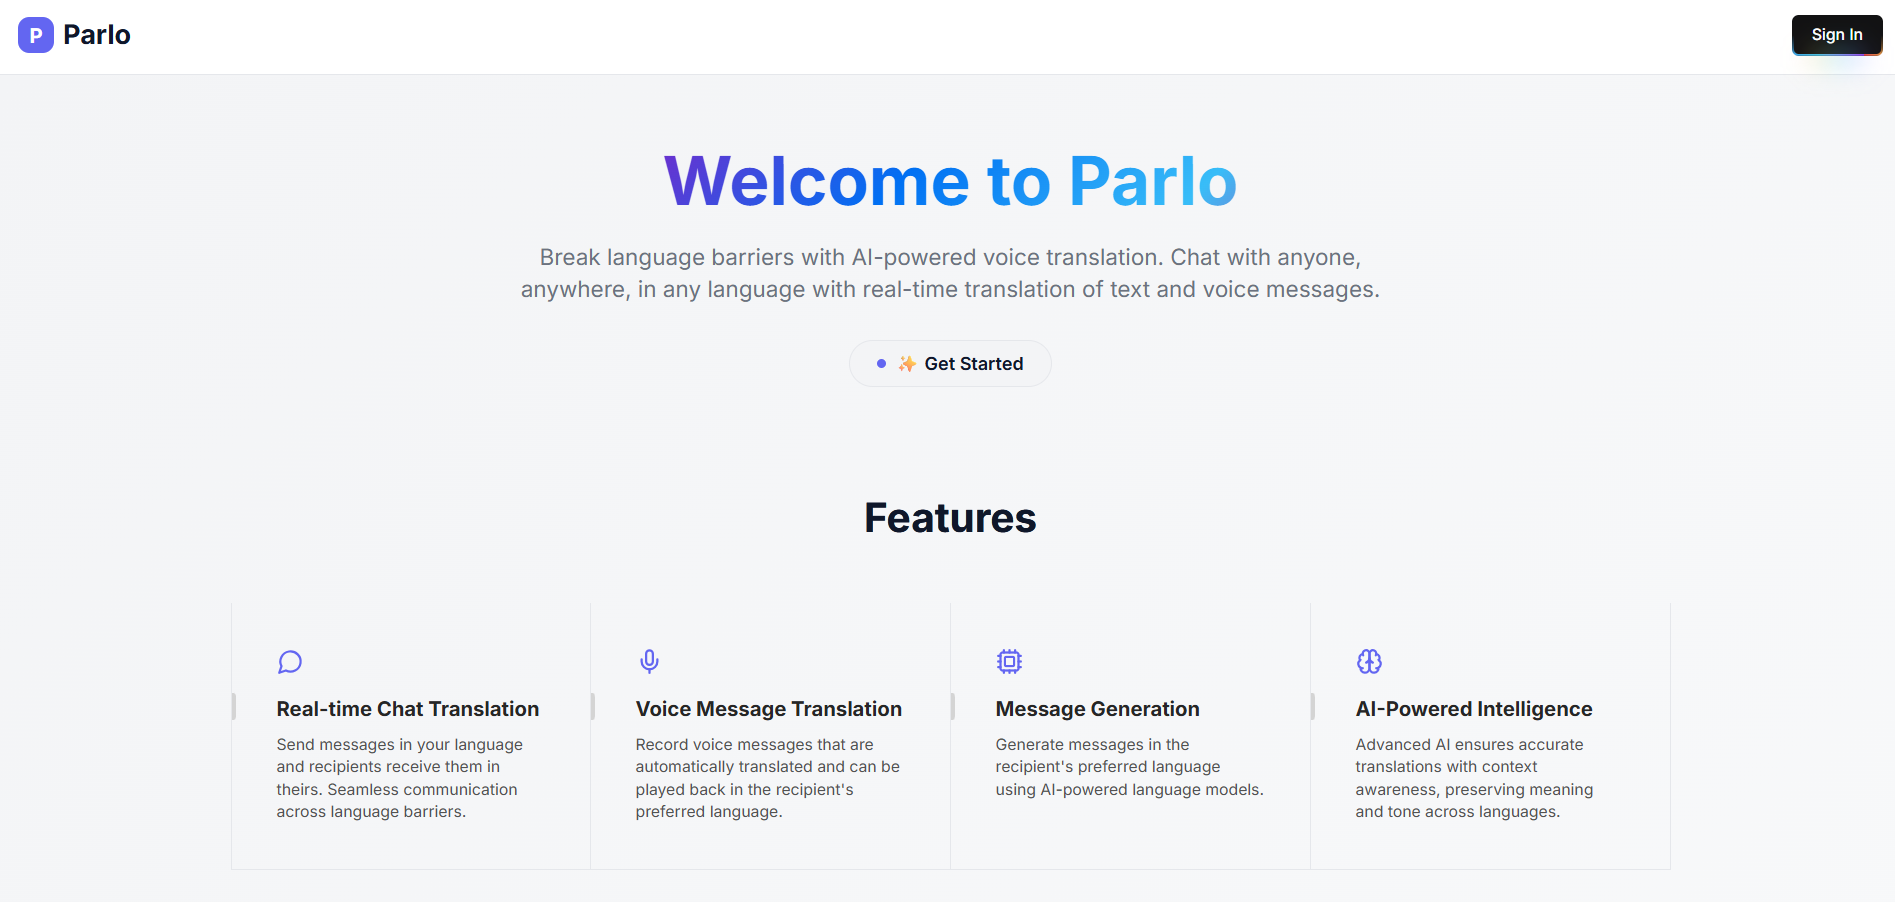 P Parlo
Sign In
Welcome to Parlo
Break language barriers with AI-powered voice translation. Chat with anyone,
anywhere, in any language with real-time translation of text and voice messages.
✨ Get Started
Features
Real-time Chat Translation
Send messages in your language
and recipients receive them in
theirs. Seamless communication
across language barriers.
Voice Message Translation
Record voice messages that are
automatically translated and can be
played back in the recipient's
preferred language.
Message Generation
Generate messages in the
recipient's preferred language
using AI-powered language models.
AI-Powered Intelligence
Advanced AI ensures accurate
translations with context
awareness, preserving meaning
and tone across languages.